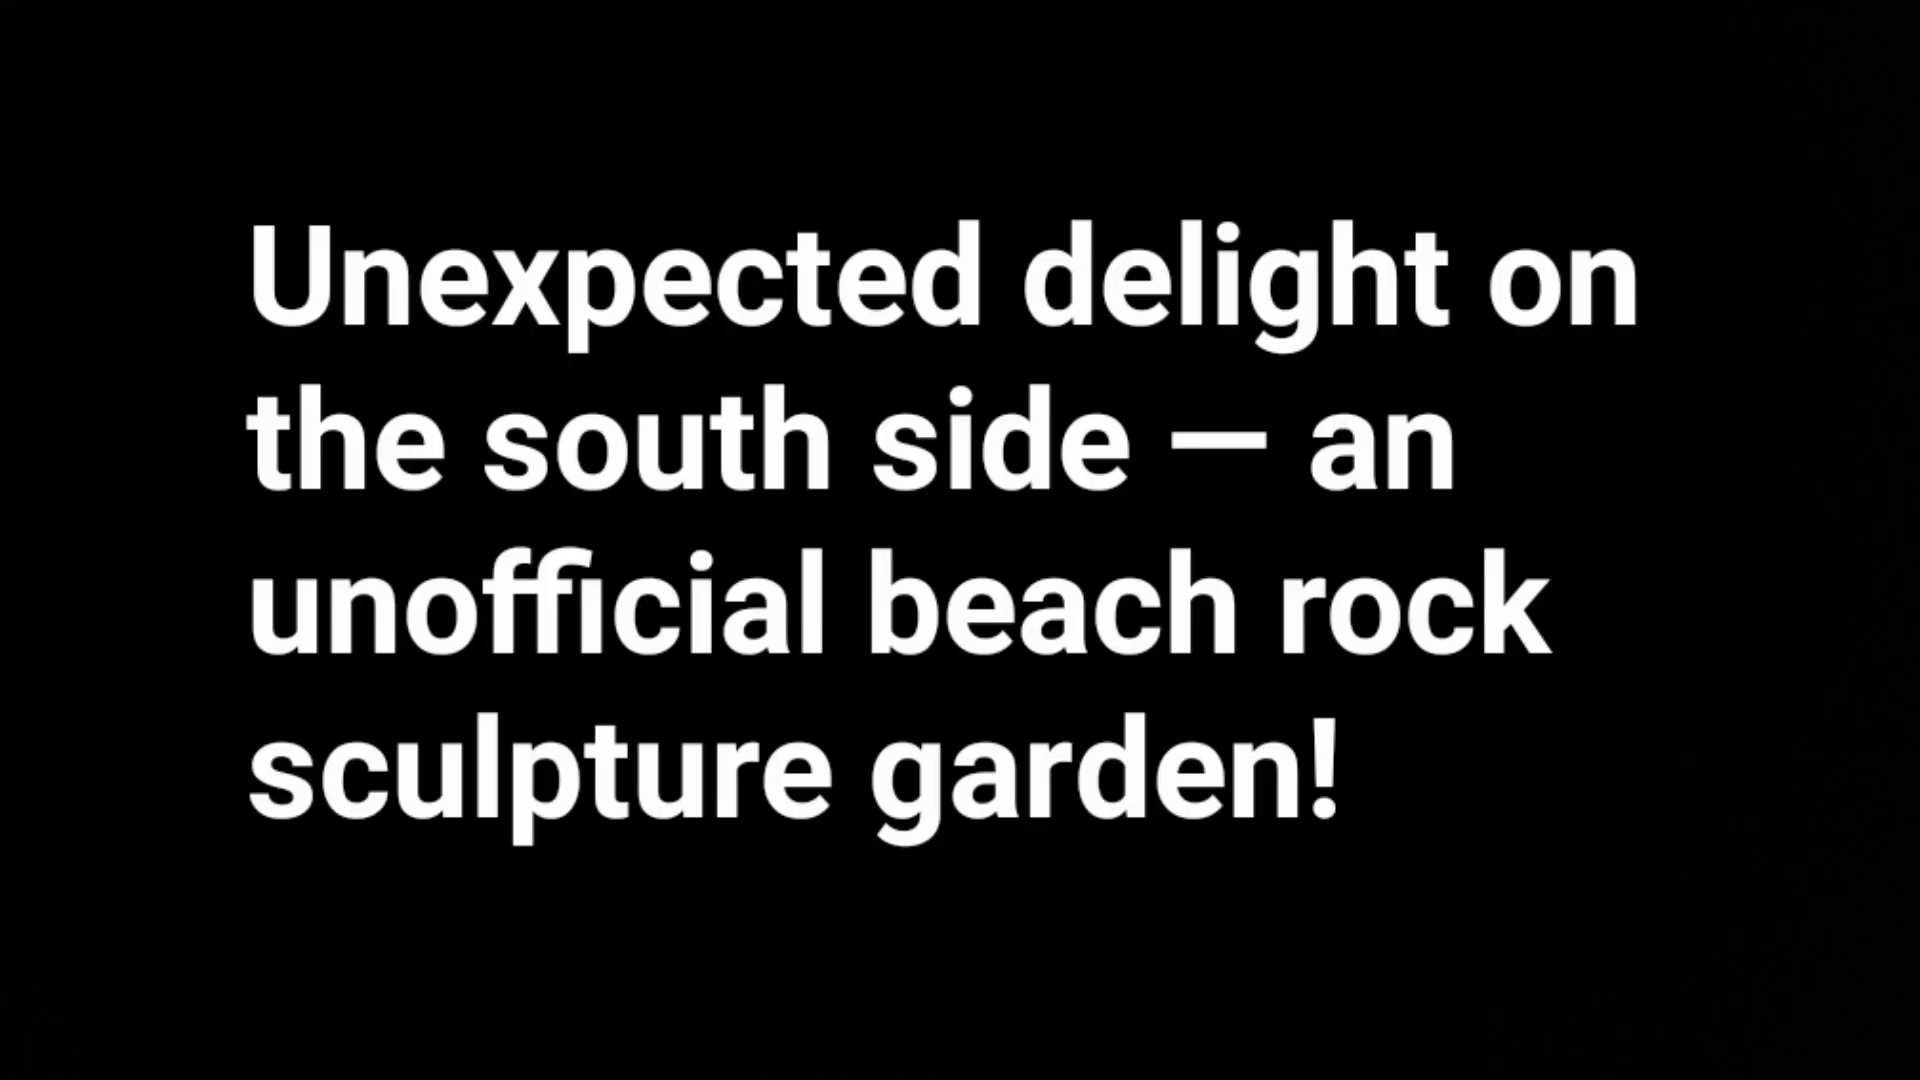 Unexpected delight on
the south side — an
unofficial beach rock
sculpture garden!